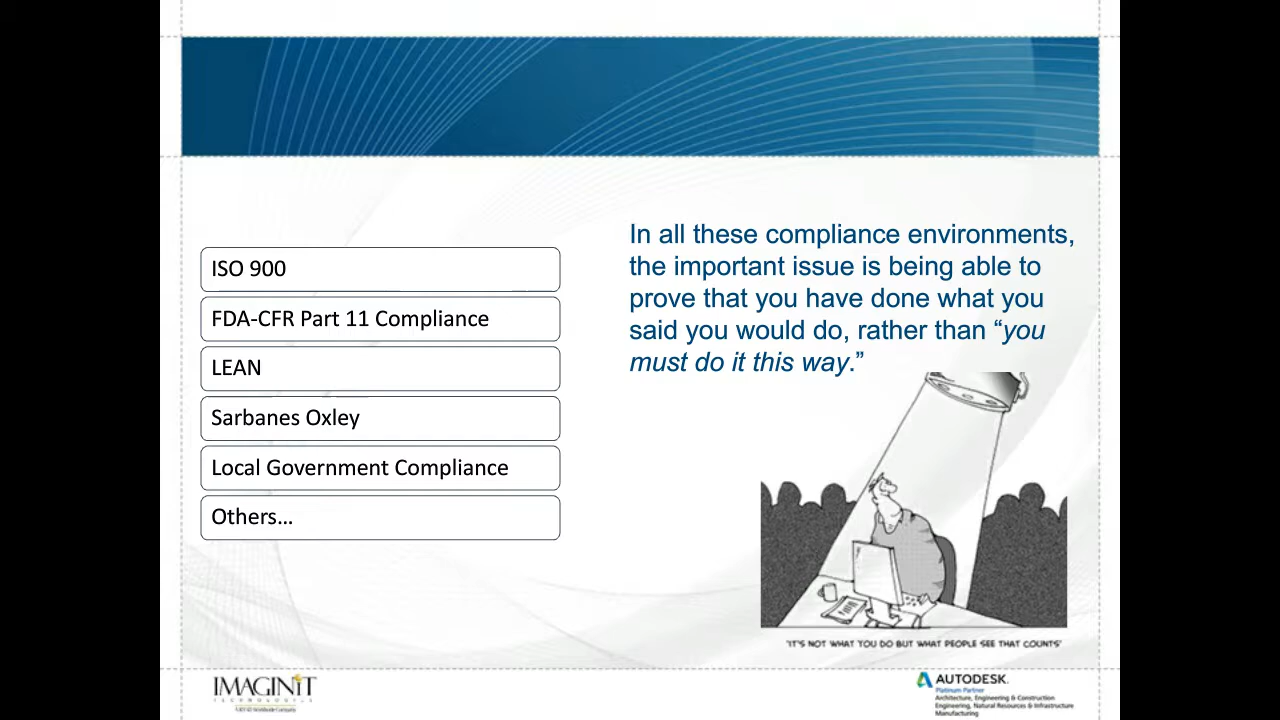 ISO 900
FDA-CFR Part 11 Compliance
LEAN
Sarbanes Oxley
Local Government Compliance
Others...
In all these compliance environments,
the important issue is being able to
prove that you have done what you
said you would do, rather than “you
must do it this way.”
"IT'S NOT WHAT YOU DO BUT WHAT PEOPLE SEE THAT COUNTS"
IMAGINiT
TECHNOLOGIES
AUTODESK.
Platinum Partner
Architecture, Engineering & Construction
Engineering, Natural Resources & Infrastructure
Manufacturing